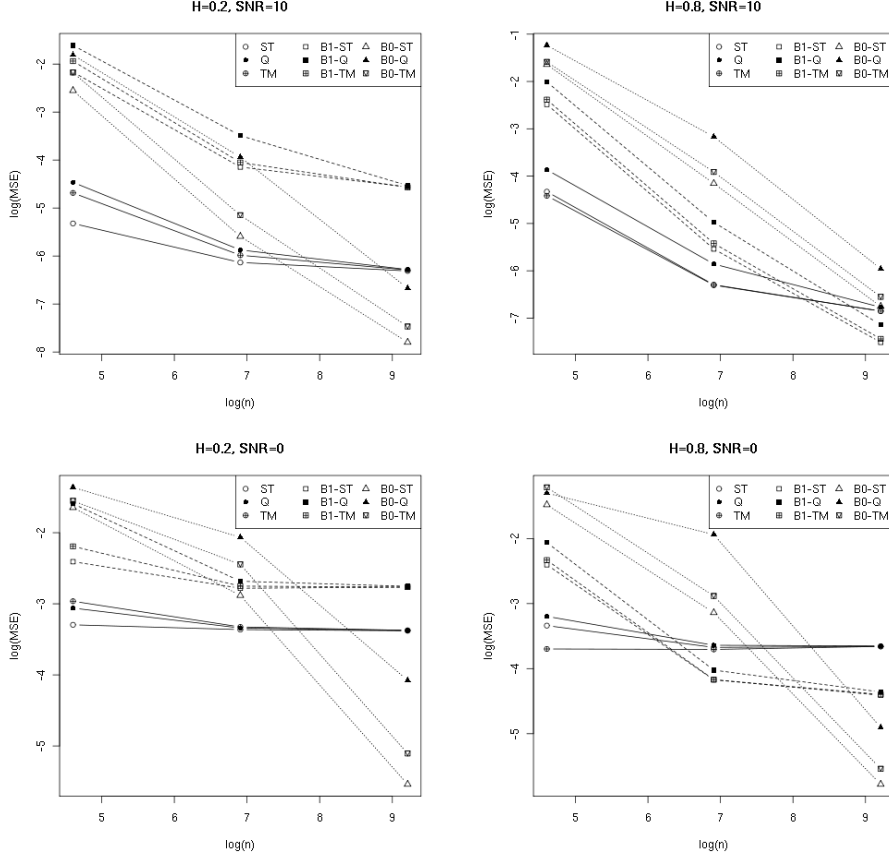 H=0.2, SNR=10
ST B1-ST B0-ST
Q B1-Q B0-Q
TM B1-TM B0-TM
log(MSE)
-2
-3
-4
-5
-6
-7
-8
5 6 7 8 9
log(n)
H=0.8, SNR=10
ST B1-ST B0-ST
Q B1-Q B0-Q
TM B1-TM B0-TM
log(MSE)
-1
-2
-3
-4
-5
-6
-7
5 6 7 8 9
log(n)
H=0.2, SNR=0
ST B1-ST B0-ST
Q B1-Q B0-Q
TM B1-TM B0-TM
log(MSE)
-2
-3
-4
-5
5 6 7 8 9
log(n)
H=0.8, SNR=0
ST B1-ST B0-ST
Q B1-Q B0-Q
TM B1-TM B0-TM
log(MSE)
-2
-3
-4
-5
5 6 7 8 9
log(n)